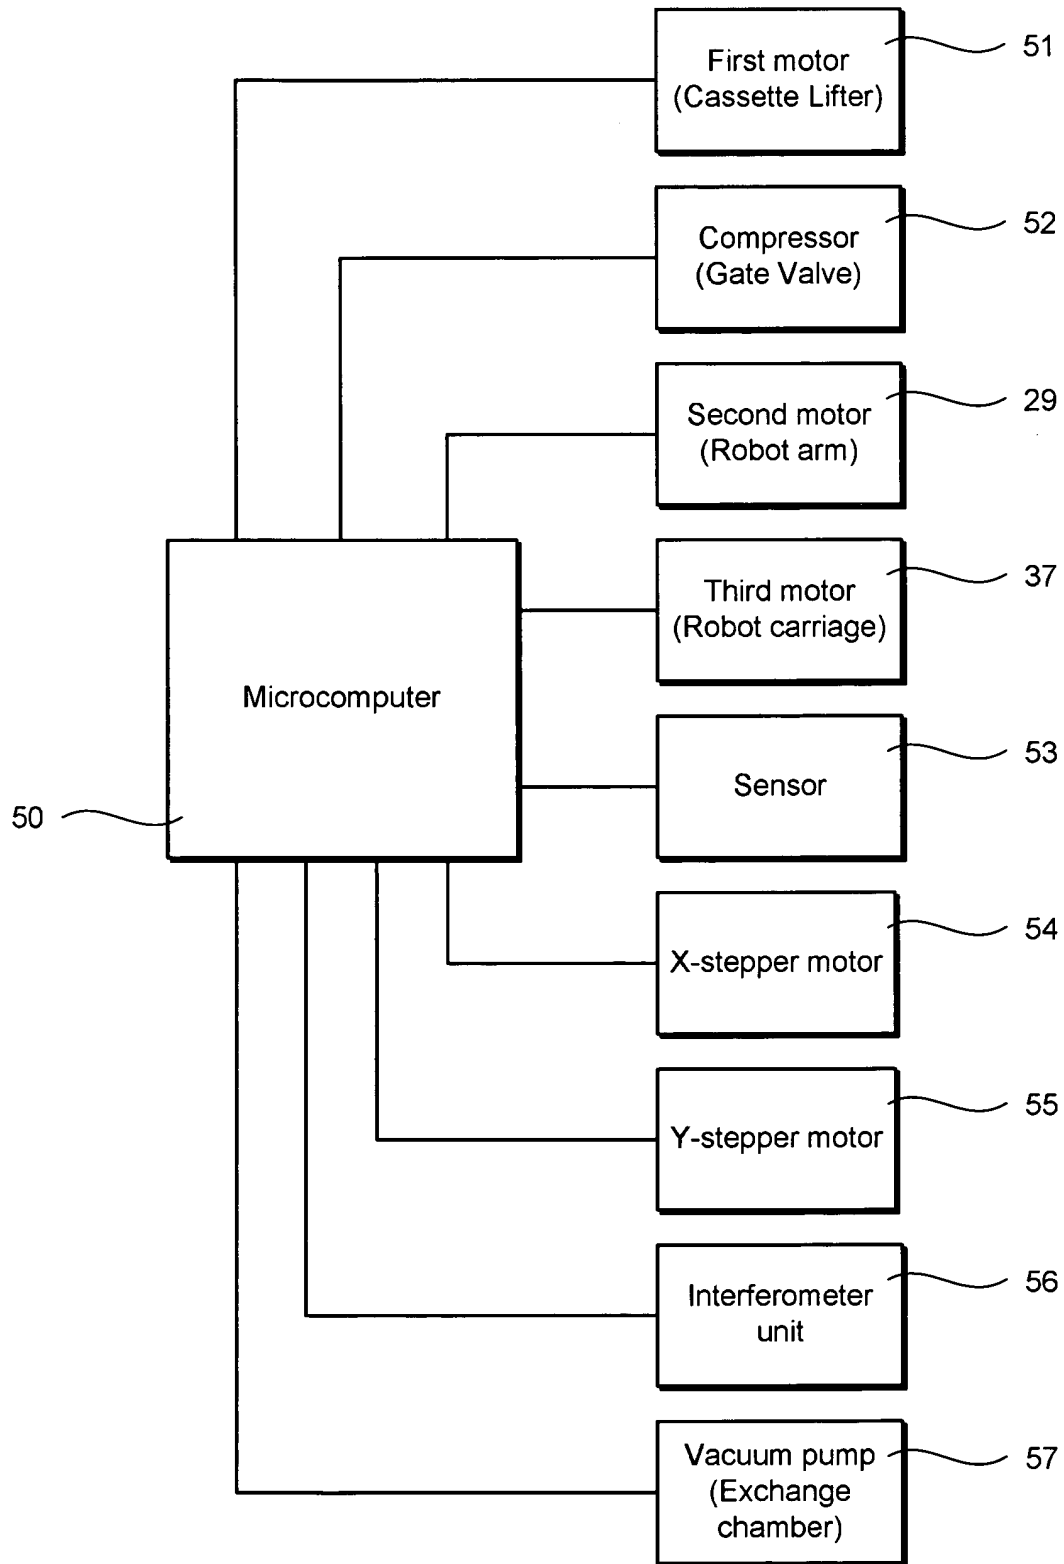 First motor
(Cassette Lifter)
51
Compressor
(Gate Valve)
52
Second motor
(Robot arm)
29
Third motor
(Robot carriage)
37
Microcomputer
50
Sensor
53
X-stepper motor
54
Y-stepper motor
55
Interferometer
unit
56
Vacuum pump
(Exchange
chamber)
57